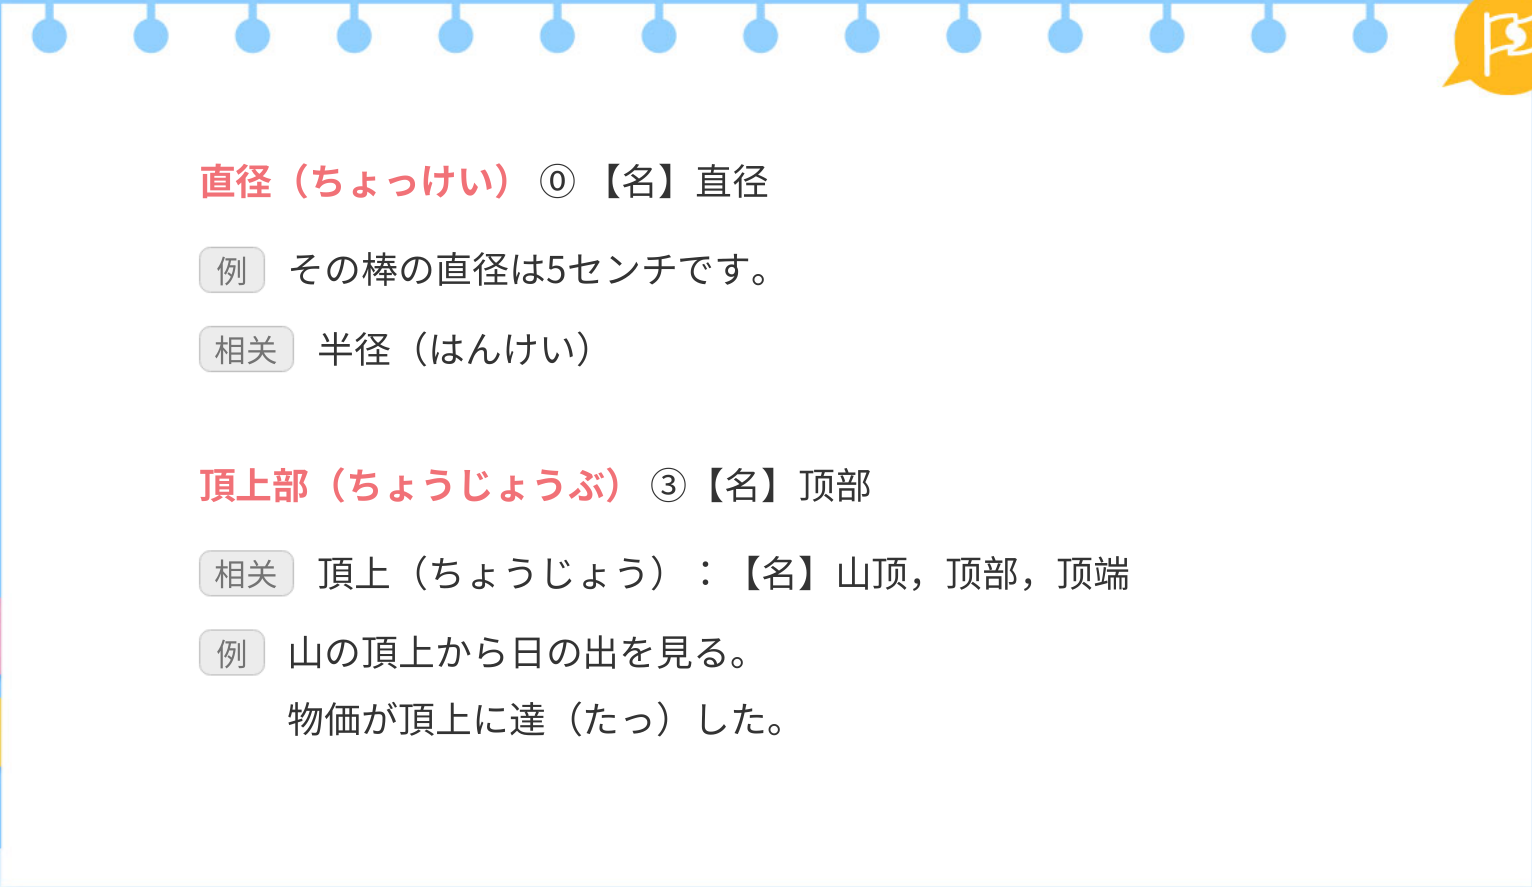 直径（ちょっけい） ⓪ 【名】直径
例 その棒の直径は5センチです。
相关 半径（はんけい）
頂上部（ちょうじょうぶ） ③【名】顶部
相关 頂上（ちょうじょう）：【名】山顶，顶部，顶端
例 山の頂上から日の出を見る。
物価が頂上に達（たっ）した。